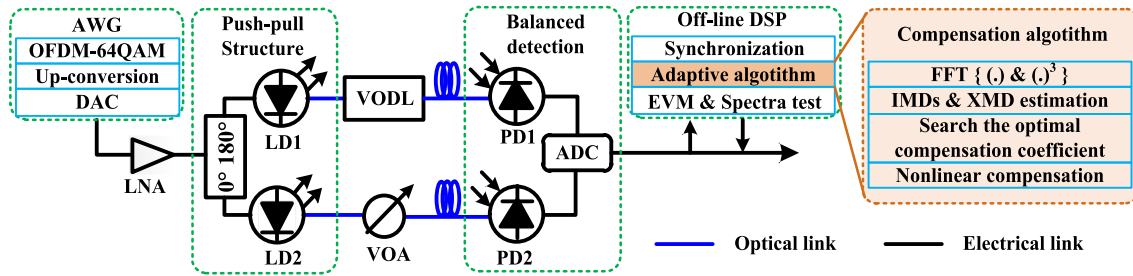 AWG
OFDM-64QAM
Up-conversion
DAC
LNA
Push-pull
Structure
0° 180°
LD1
LD2
VODL
VOA
Balanced
detection
PD1
PD2
ADC
Off-line DSP
Synchronization
Adaptive algorithm
EVM & Spectra test
Compensation algorithm
FFT { (.) & (.)³ }
IMDs & XMD estimation
Search the optimal
compensation coefficient
Nonlinear compensation
Optical link
Electrical link